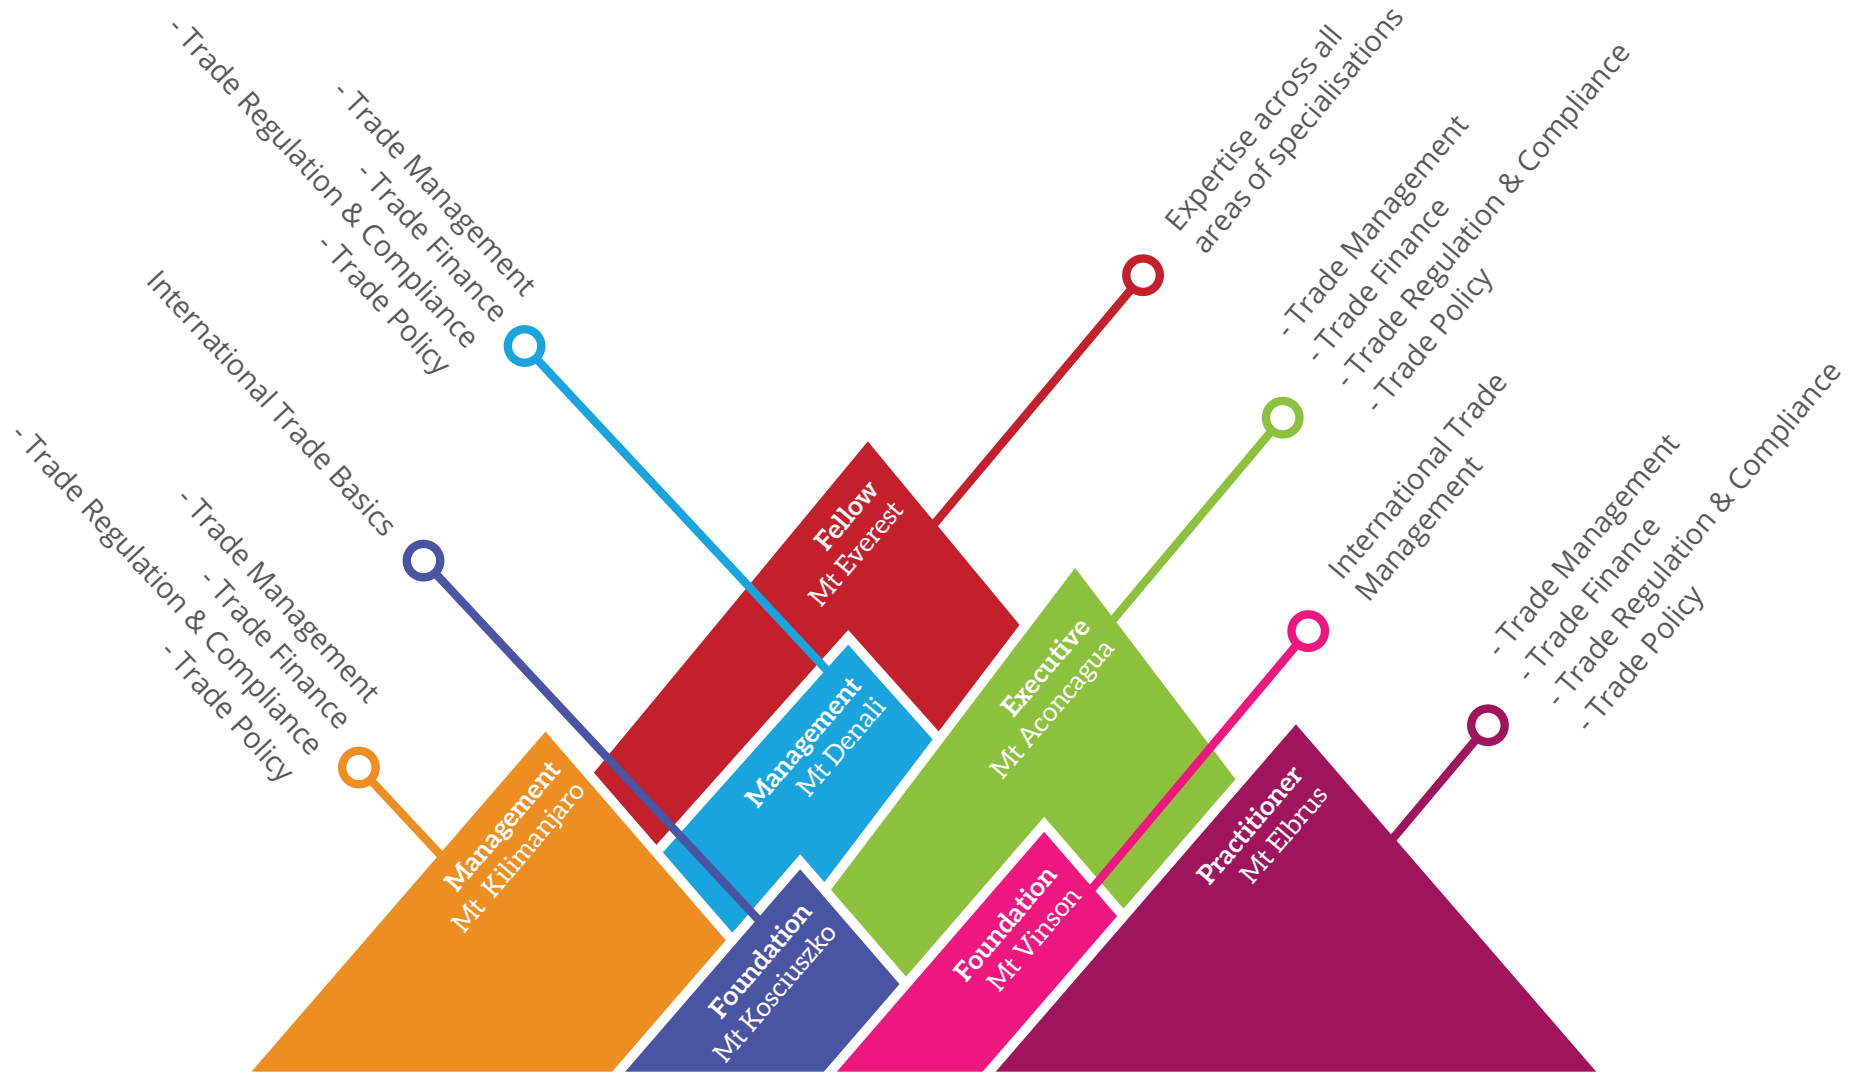 - Trade Management
- Trade Finance
- Trade Regulation & Compliance
- Trade Policy
International Trade Basics
- Trade Management
- Trade Finance
- Trade Regulation & Compliance
- Trade Policy
Expertise across all
areas of specialisations
- Trade Management
- Trade Finance
- Trade Regulation & Compliance
- Trade Policy
International Trade
Management
- Trade Management
- Trade Finance
- Trade Regulation & Compliance
- Trade Policy
Fellow
Mt Everest
Management
Mt Denali
Executive
Mt Aconcagua
Management
Mt Kilimanjaro
Foundation
Mt Kosciuszko
Foundation
Mt Vinson
Practitioner
Mt Elbrus